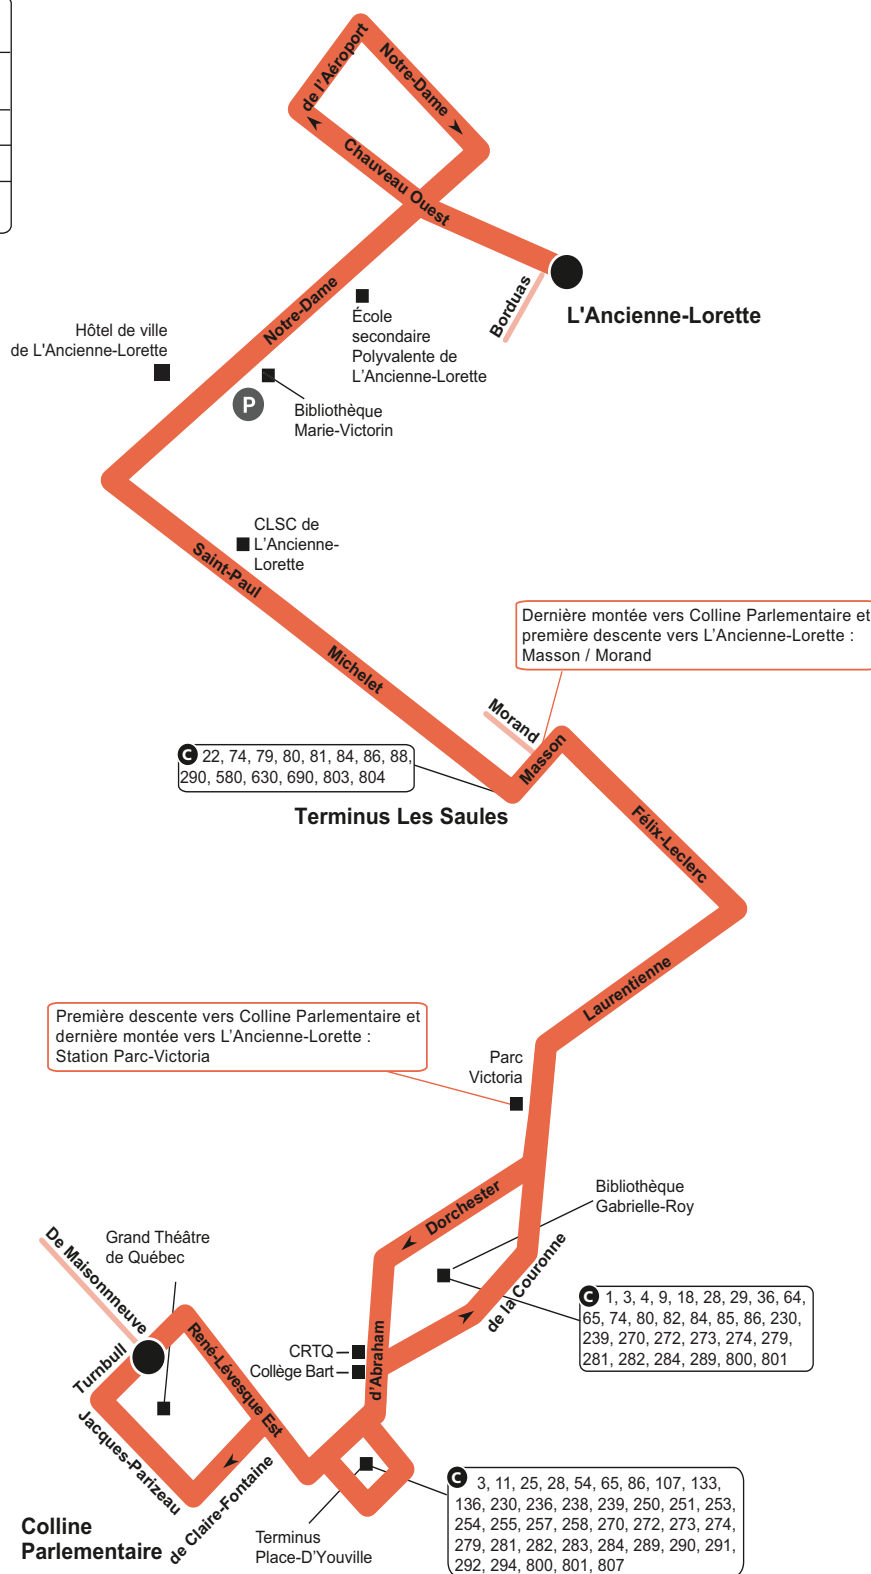 de l'Aéroport
Notre-Dame
Chauveau Ouest
Borduas
L'Ancienne-Lorette
Notre-Dame
École
secondaire
Polyvalente de
L'Ancienne-Lorette
Hôtel de ville
de L'Ancienne-Lorette
P
Bibliothèque
Marie-Victorin
CLSC de
L'Ancienne-
Lorette
Saint-Paul
Michelet
Dernière montée vers Colline Parlementaire et
première descente vers L'Ancienne-Lorette :
Masson / Morand
Morand
Masson
C 22, 74, 79, 80, 81, 84, 86, 88,
290, 580, 630, 690, 803, 804
Terminus Les Saules
Félix-Leclerc
Laurentienne
Première descente vers Colline Parlementaire et
dernière montée vers L'Ancienne-Lorette :
Station Parc-Victoria
Parc
Victoria
Dorchester
Bibliothèque
Gabrielle-Roy
de la Couronne
C 1, 3, 4, 9, 18, 28, 29, 36, 64,
65, 74, 80, 82, 84, 85, 86, 230,
239, 270, 272, 273, 274, 279,
281, 282, 284, 289, 800, 801
De Maisonnneuve
Grand Théâtre
de Québec
CRTQ
Collège Bart
d'Abraham
Turnbull
René-Lévesque Est
Jacques-Parizeau
de Claire-Fontaine
Colline
Parlementaire
Terminus
Place-D'Youville
C 3, 11, 25, 28, 54, 65, 86, 107, 133,
136, 230, 236, 238, 239, 250, 251, 253,
254, 255, 257, 258, 270, 272, 273, 274,
279, 281, 282, 283, 284, 289, 290, 291,
292, 294, 800, 801, 807